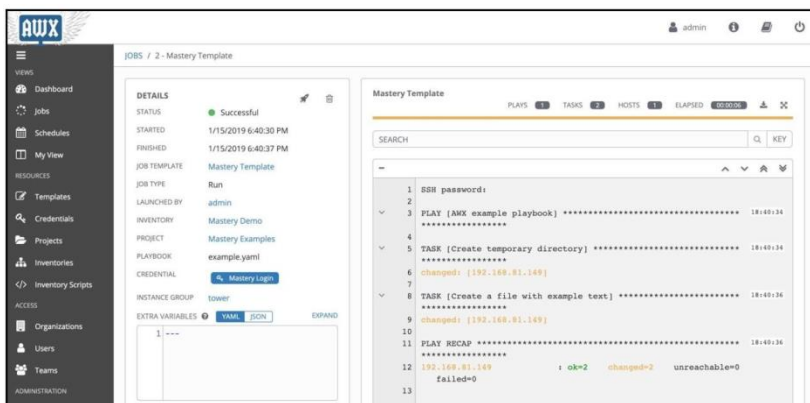 AWX
admin
VIEWS
Dashboard
Jobs
Schedules
My View
RESOURCES
Templates
Credentials
Projects
Inventories
Inventory Scripts
ACCESS
Organizations
Users
Teams
ADMINISTRATION
JOBS / 2 - Mastery Template
DETAILS
STATUS Successful
STARTED 1/15/2019 6:40:30 PM
FINISHED 1/15/2019 6:40:37 PM
JOB TEMPLATE Mastery Template
JOB TYPE Run
LAUNCHED BY admin
INVENTORY Mastery Demo
PROJECT Mastery Examples
PLAYBOOK example.yaml
CREDENTIAL Mastery Login
INSTANCE GROUP tower
EXTRA VARIABLES YAML JSON EXPAND
1 ---
Mastery Template
PLAYS 1 TASKS 2 HOSTS 1 ELAPSED 00:00:06
SEARCH KEY
1 SSH password:
2
3 PLAY [AWX example playbook] *********************************** 18:40:34
*****************
4
5 TASK [Create temporary directory] ***************************** 18:40:34
*****************
6 changed: [192.168.81.149]
7
8 TASK [Create a file with example text] ************************ 18:40:36
*****************
9 changed: [192.168.81.149]
10
11 PLAY RECAP **************************************************** 18:40:36
*****************
12 192.168.81.149 : ok=2 changed=2 unreachable=0
failed=0
13